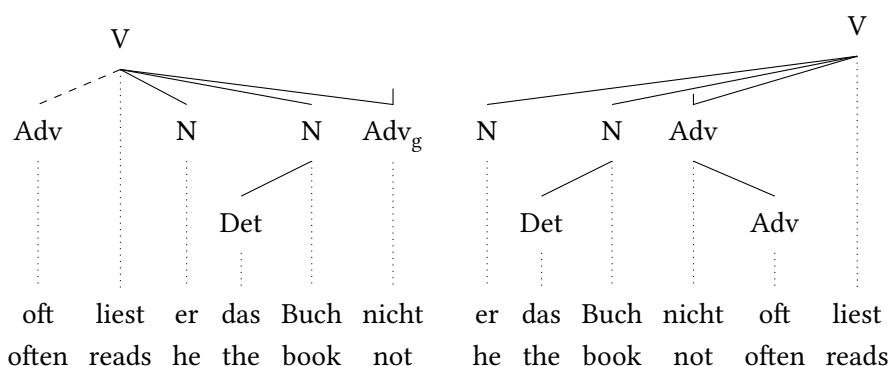 V V
Adv N N Adv_g N N Adv
Det Det Adv
oft liest er das Buch nicht er das Buch nicht oft liest
often reads he the book not he the book not often reads